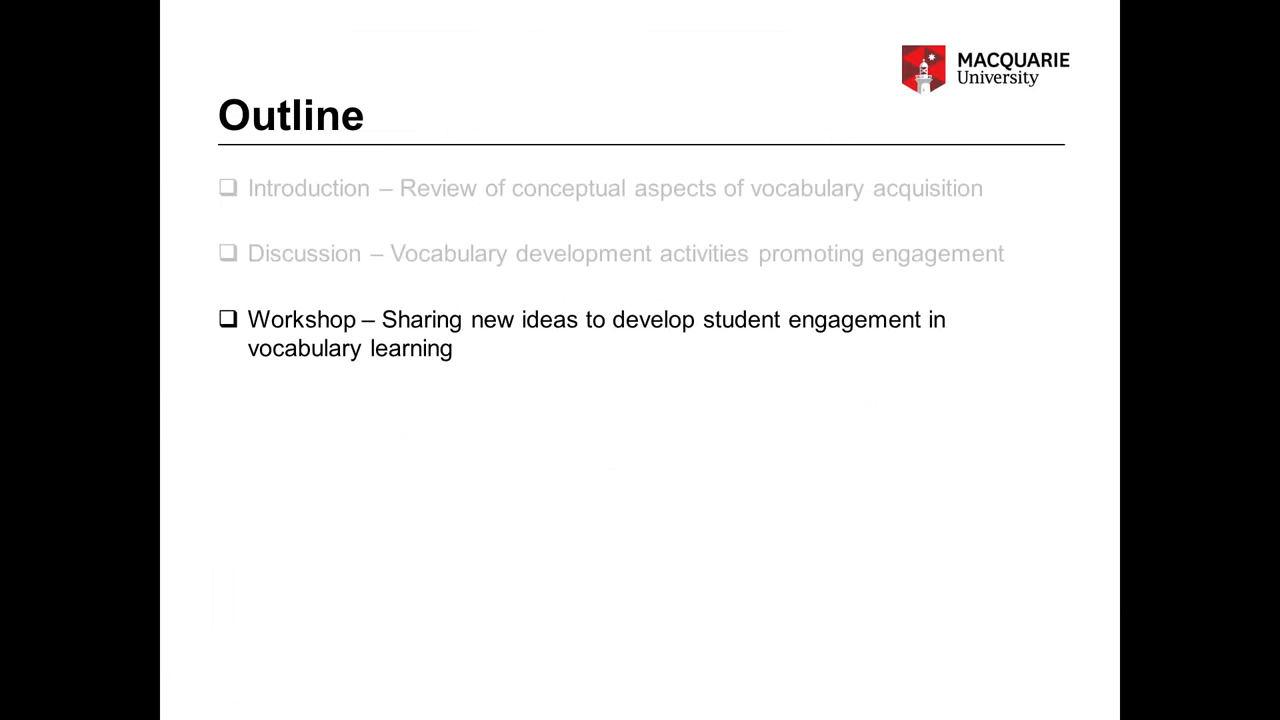 MACQUARIE
University
Outline
❑ Introduction – Review of conceptual aspects of vocabulary acquisition
❑ Discussion – Vocabulary development activities promoting engagement
❑ Workshop – Sharing new ideas to develop student engagement in
vocabulary learning